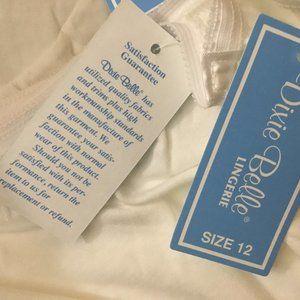 Satisfaction
Guarantee
Dixie Belle® has
utilized quality fabrics
and trims plus high
workmanship standards
in the manufacture of
this garment. We
guarantee your satis-
faction with normal
wear of this product.
Should you not be
satisfied with its per-
formance, return the
item to us for
replacement or refund.
Dixie Belle®
LINGERIE
SIZE 12